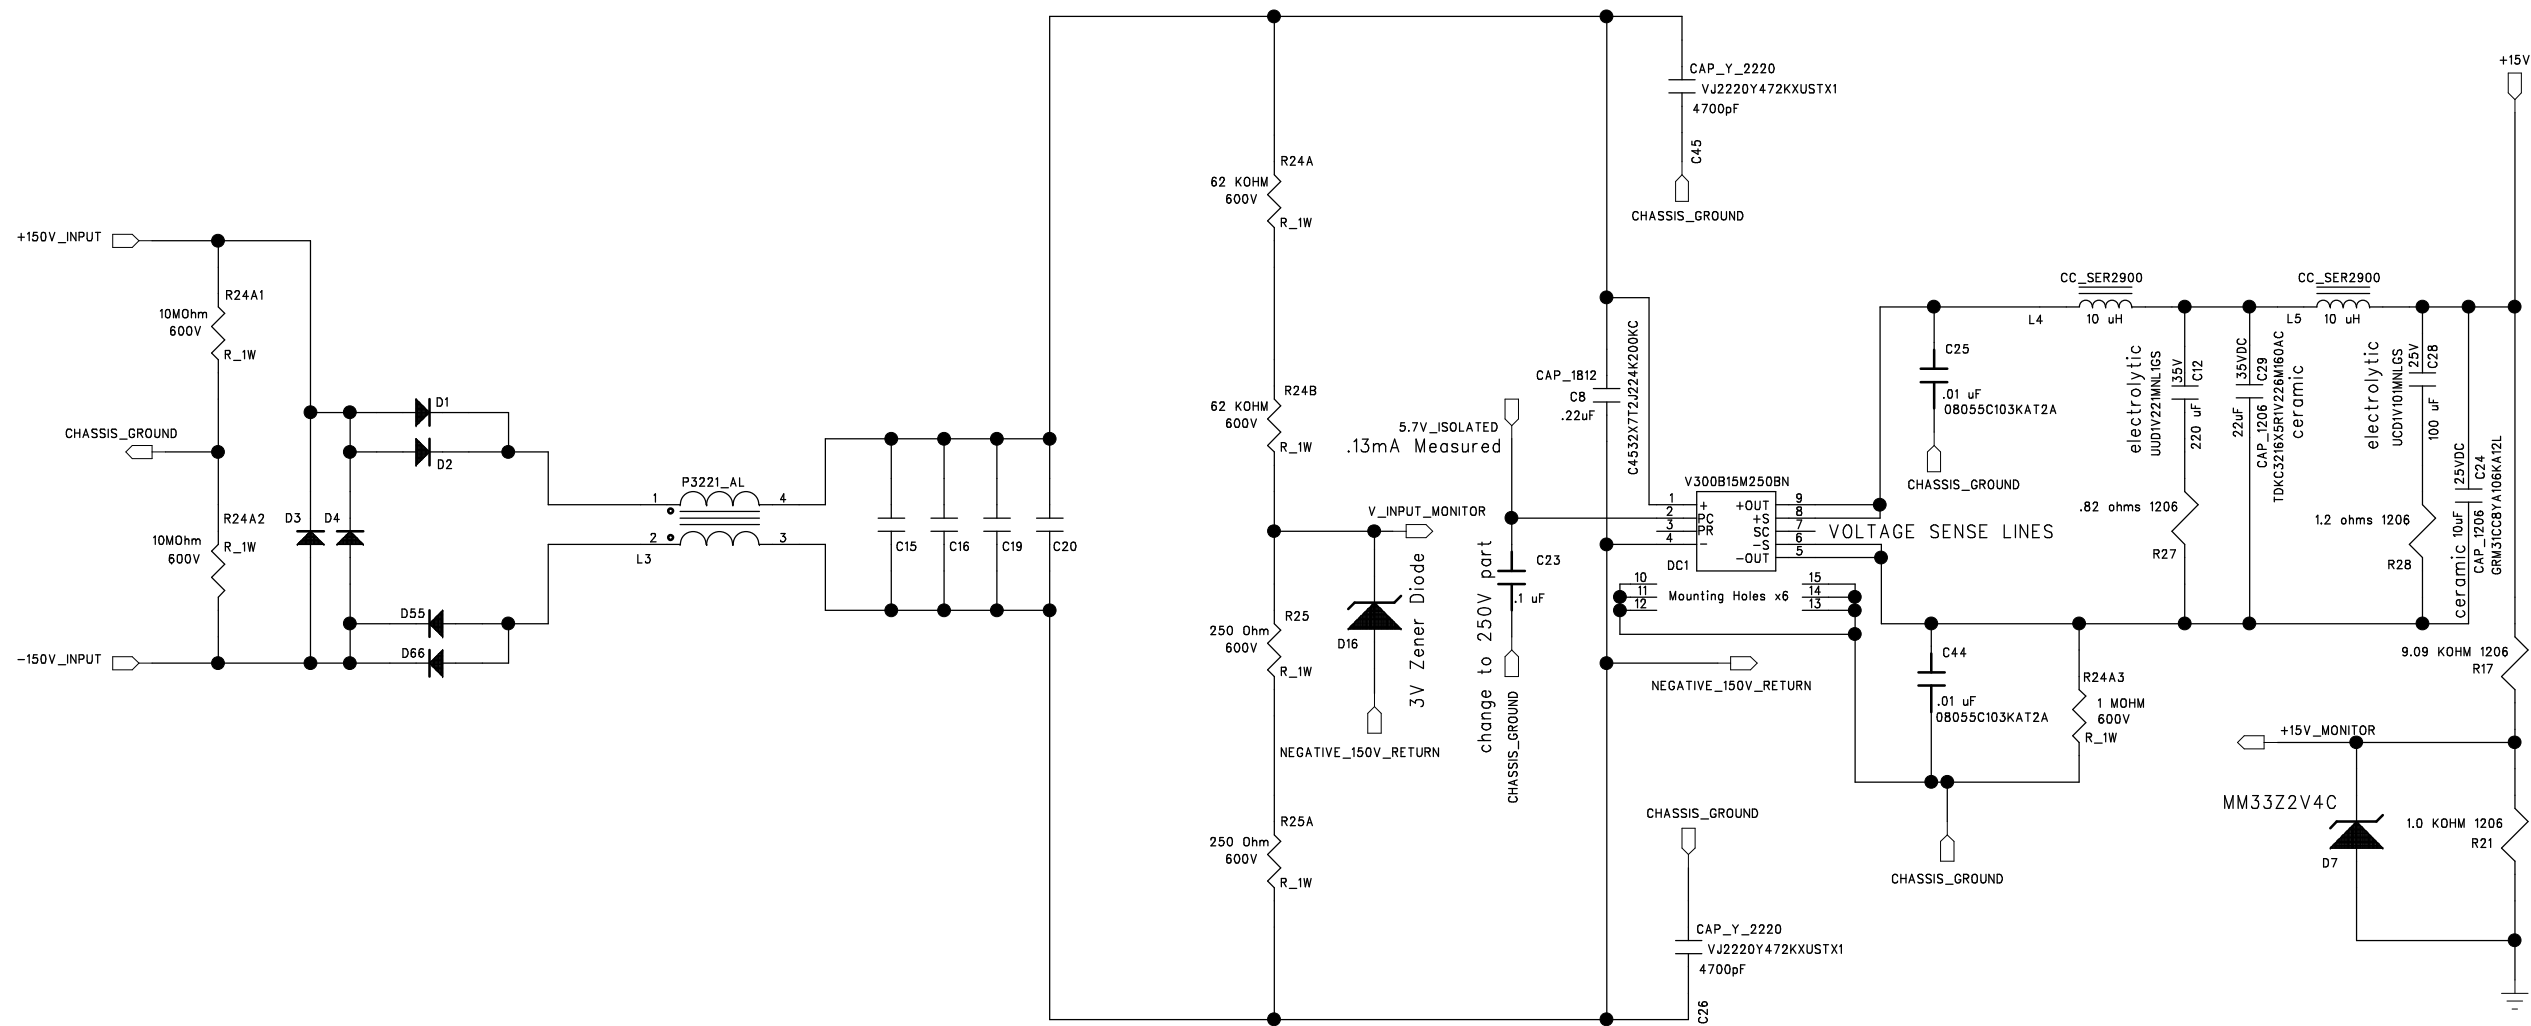 +150V_INPUT
R24A1
10MOhm
600V
R_1W
CHASSIS_GROUND
R24A2
10MOhm
600V
R_1W
-150V_INPUT
D3
D4
D1
D2
D55
D66
P3221_AL
1
4
2
3
L3
C15
C16
C19
C20
R24A
62 KOHM
600V
R_1W
R24B
62 KOHM
600V
R_1W
V_INPUT_MONITOR
R25
250 Ohm
600V
R_1W
D16
3V Zener Diode
NEGATIVE_150V_RETURN
R25A
250 Ohm
600V
R_1W
CAP_Y_2220
VJ2220Y472KXUSTX1
4700pF
C45
CHASSIS_GROUND
CAP_1812
C8
.22uF
C4532X7T2J224K200KC
5.7V_ISOLATED
.13mA Measured
C23
.1 uF
change to 250V part
CHASSIS_GROUND
V300B15M250BN
1
+
2
PC
3
PR
4
-
+OUT
9
+S
8
SC
7
-S
6
-OUT
5
DC1
VOLTAGE SENSE LINES
10
11
12
Mounting Holes x6
15
14
13
NEGATIVE_150V_RETURN
CHASSIS_GROUND
CAP_Y_2220
VJ2220Y472KXUSTX1
4700pF
C26
C25
.01 uF
08055C103KAT2A
CHASSIS_GROUND
C44
.01 uF
08055C103KAT2A
R24A3
1 MOHM
600V
R_1W
CHASSIS_GROUND
CC_SER2900
L4
10 uH
electrolytic
UUD1V221MNL1GS
35V
C12
220 uF
.82 ohms 1206
R27
35VDC
C29
22uF
CAP_1206
TDKC3216X5R1V226M160AC
ceramic
CC_SER2900
L5
10 uH
electrolytic
UCD1V101MNLGS
25V
C28
100 uF
1.2 ohms 1206
R28
25VDC
C24
ceramic 10uF
CAP_1206
GRM31CC8YA106KA12L
+15V
9.09 KOHM 1206
R17
+15V_MONITOR
MM33Z2V4C
D7
1.0 KOHM 1206
R21